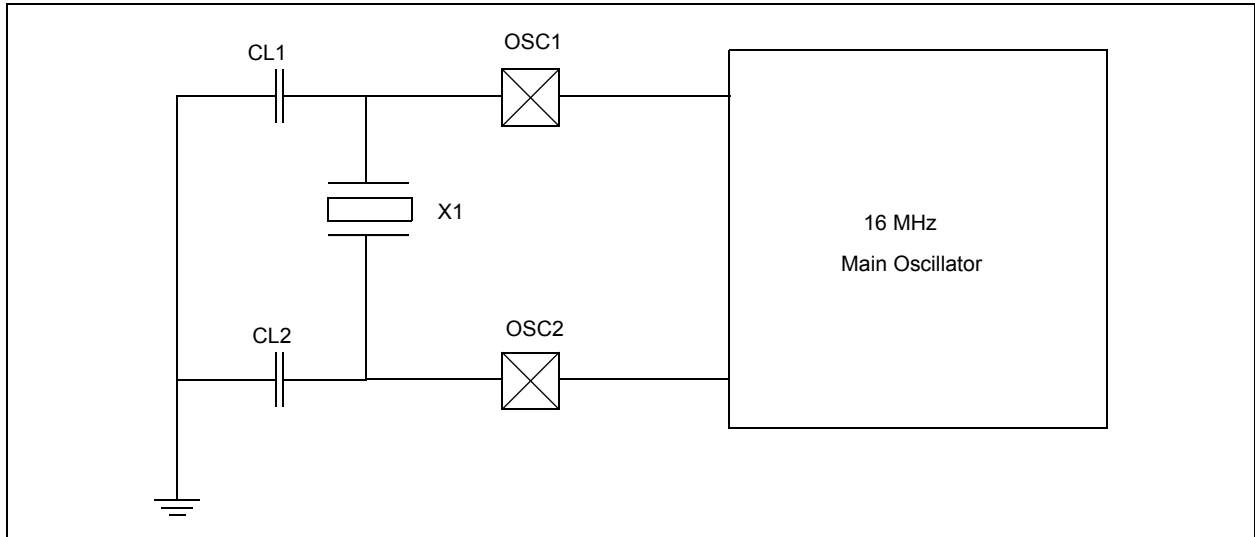 CL1
OSC1
X1
16 MHz
Main Oscillator
CL2
OSC2